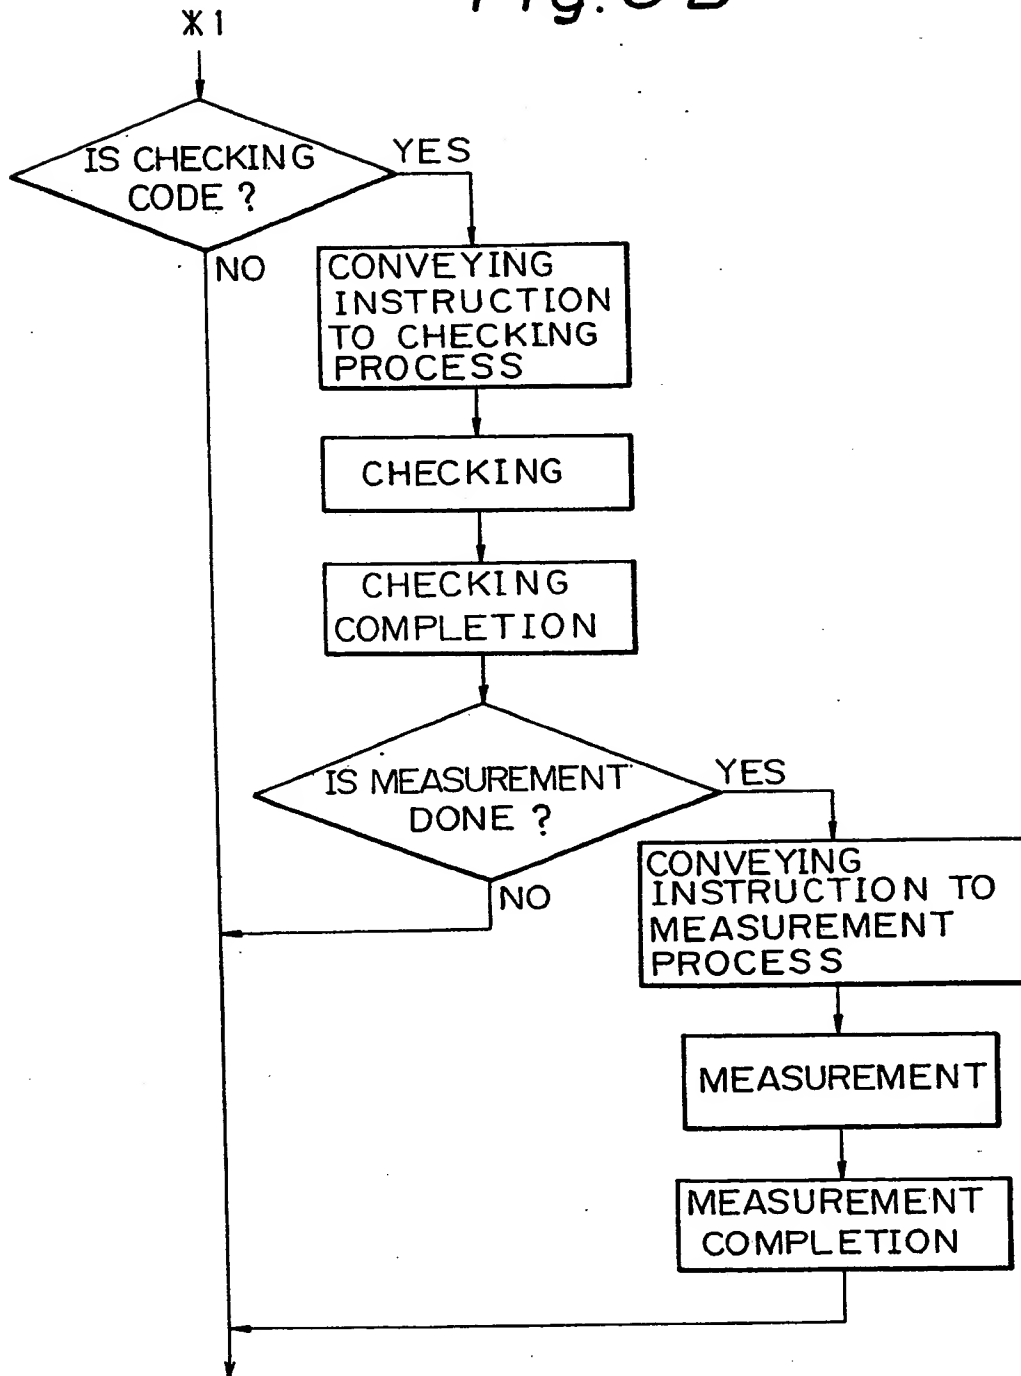 Fig.
※1
IS CHECKING
CODE ?
YES
NO
CONVEYING
INSTRUCTION
TO CHECKING
PROCESS
CHECKING
CHECKING
COMPLETION
IS MEASUREMENT
DONE ?
YES
NO
CONVEYING
INSTRUCTION TO
MEASUREMENT
PROCESS
MEASUREMENT
MEASUREMENT
COMPLETION